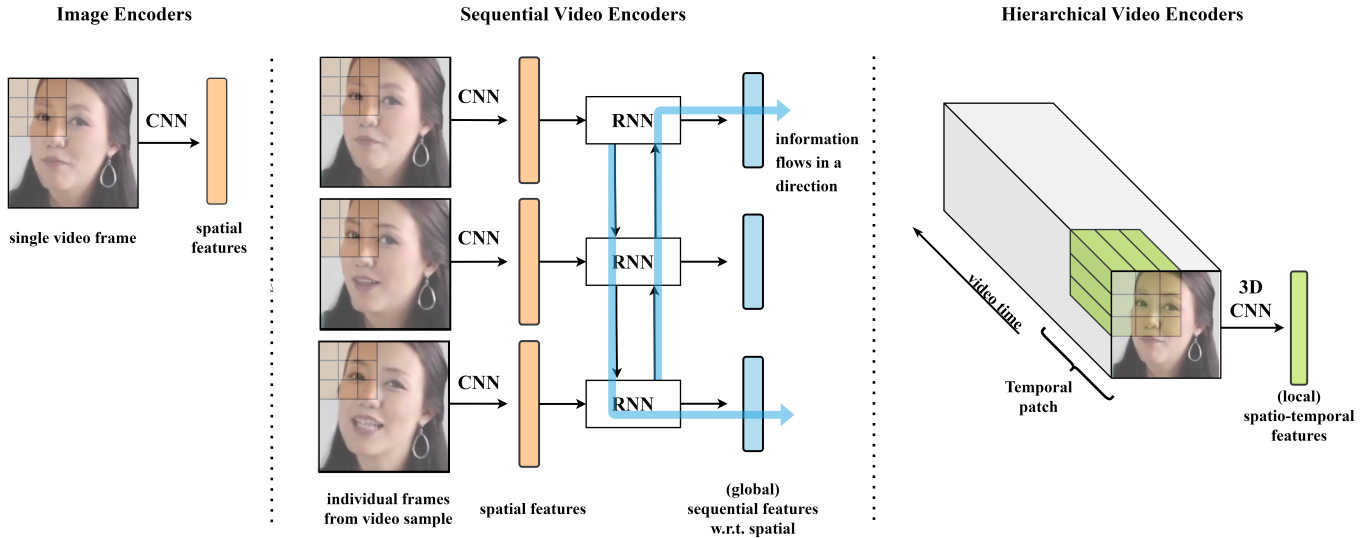 Image Encoders
CNN
single video frame
spatial
features
Sequential Video Encoders
CNN
RNN
information
flows in a
direction
CNN
RNN
CNN
RNN
individual frames
from video sample
spatial features
(global)
sequential features
w.r.t. spatial
Hierarchical Video Encoders
video time
Temporal
patch
3D
CNN
(local)
spatio-temporal
features